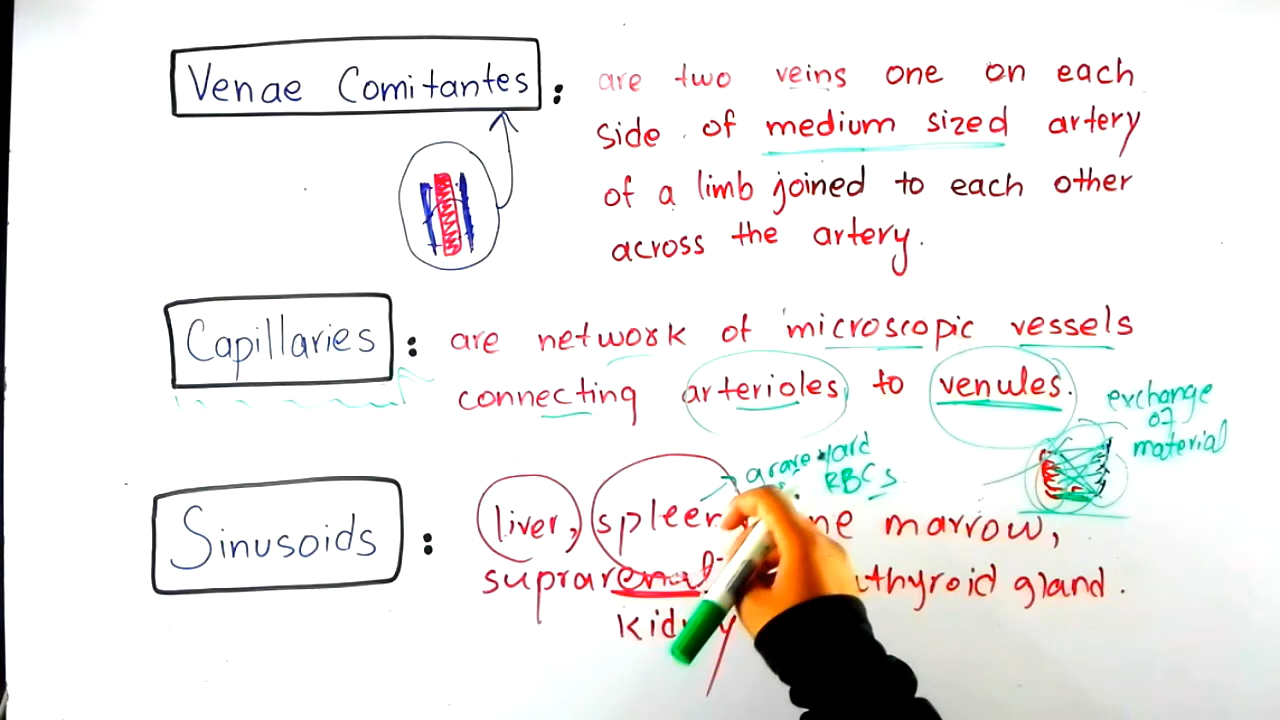 Venae Comitantes : are two veins one on each
side of medium sized artery
of a limb joined to each other
across the artery.
Capillaries : are network of microscopic vessels
connecting arterioles to venules.
exchange
of
material
graveyard
RBCs
Sinusoids : liver, spleen marrow,
suprarenal gland.